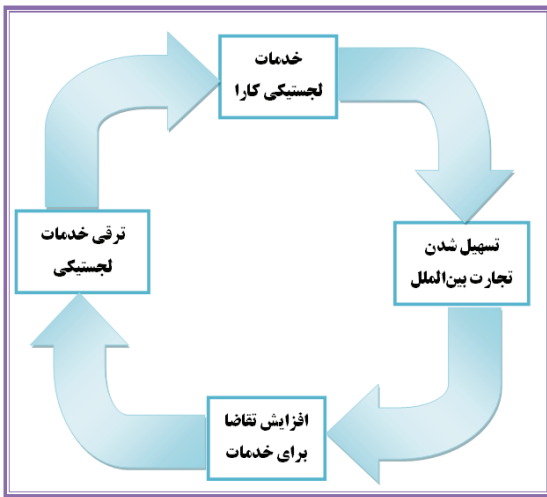 خدمات
لجستیکی کارا
تسهیل شدن
تجارت بین‌الملل
افزایش تقاضا
برای خدمات
ترقی خدمات
لجستیکی